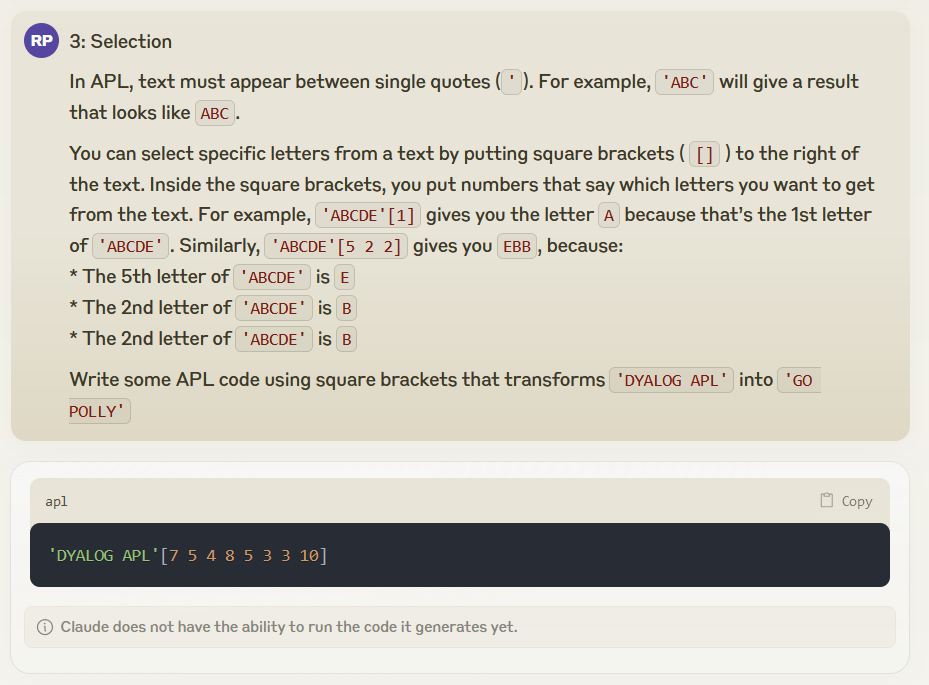 RP
3: Selection
In APL, text must appear between single quotes ( ' ). For example, 'ABC' will give a result
that looks like ABC.
You can select specific letters from a text by putting square brackets ( [] ) to the right of
the text. Inside the square brackets, you put numbers that say which letters you want to get
from the text. For example, 'ABCDE'[1] gives you the letter A because that's the 1st letter
of 'ABCDE'. Similarly, 'ABCDE'[5 2 2] gives you EBB, because:
* The 5th letter of 'ABCDE' is E
* The 2nd letter of 'ABCDE' is B
* The 2nd letter of 'ABCDE' is B
Write some APL code using square brackets that transforms 'DYALOG APL' into 'GO
POLLY'
apl
Copy
'DYALOG APL'[7 5 4 8 5 3 3 10]
Claude does not have the ability to run the code it generates yet.